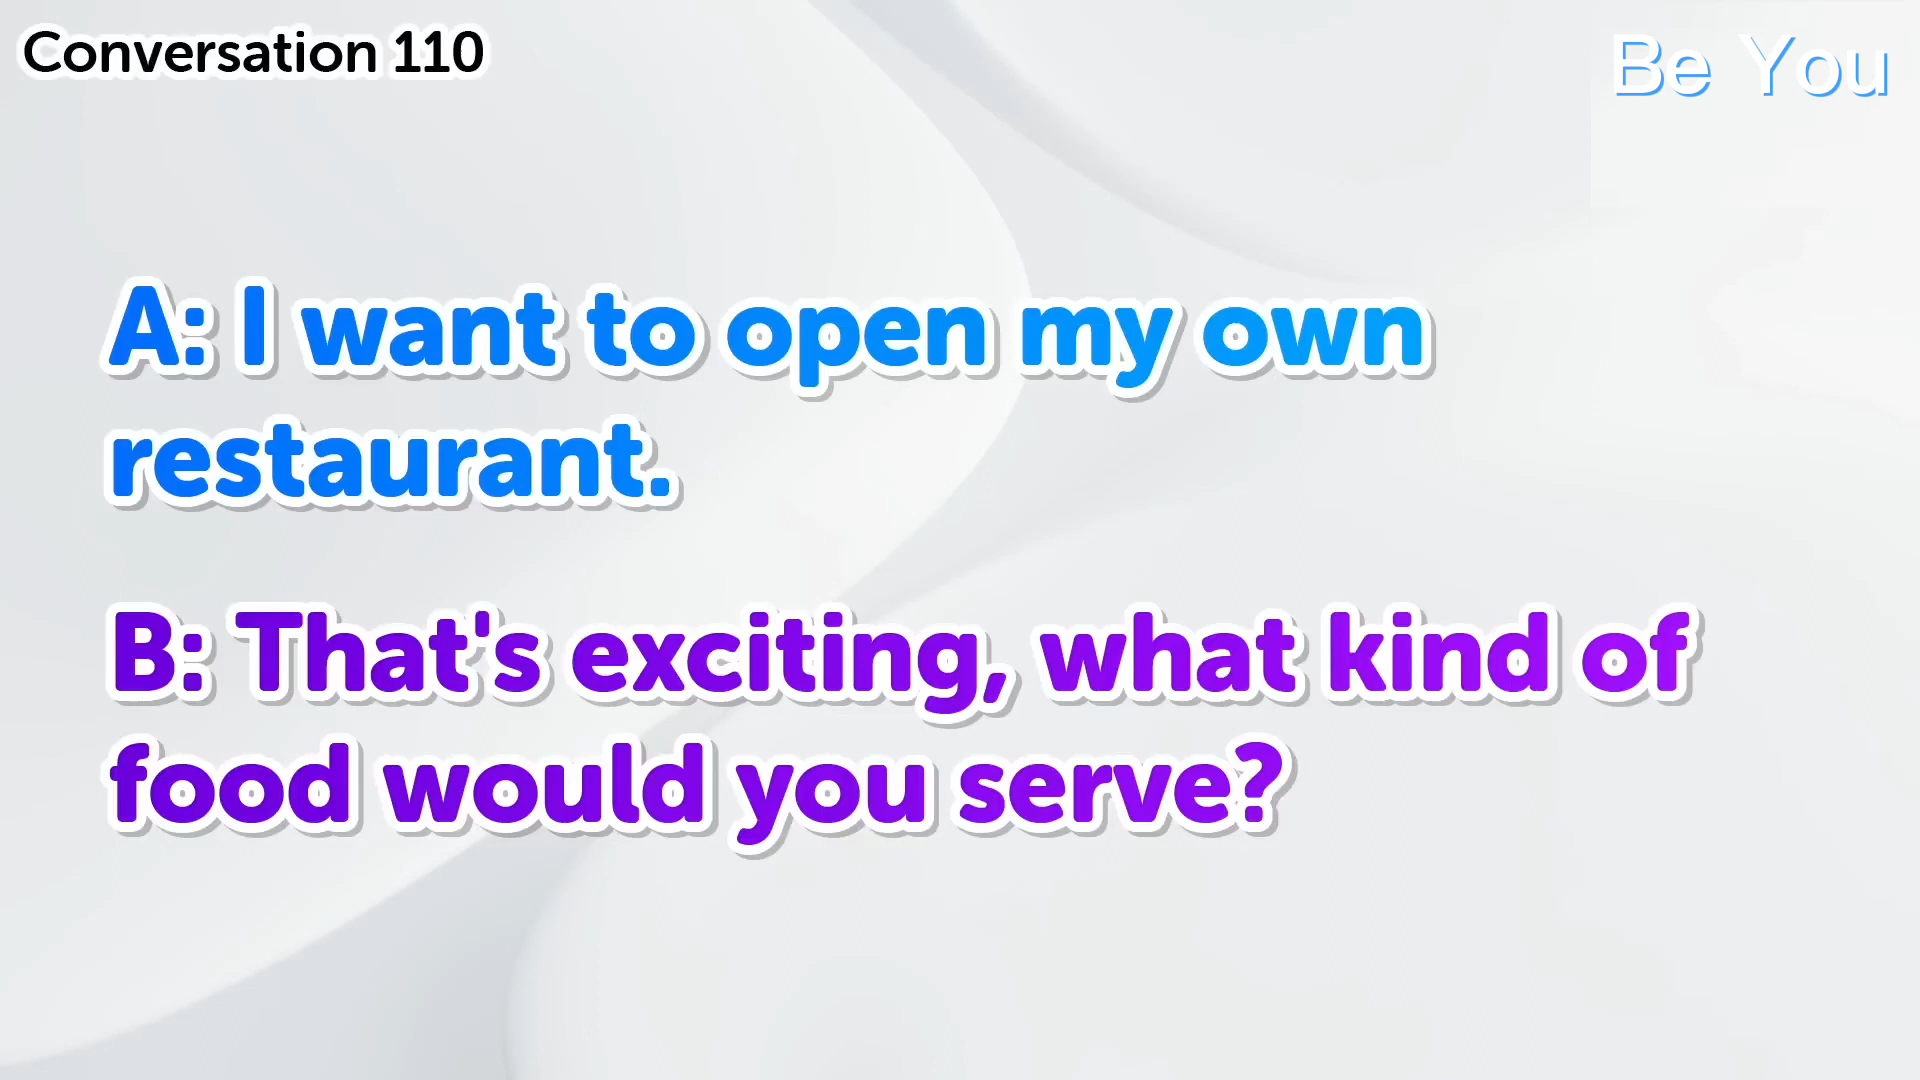 Conversation 110
Be You
A: I want to open my own
restaurant.
B: That's exciting, what kind of
food would you serve?